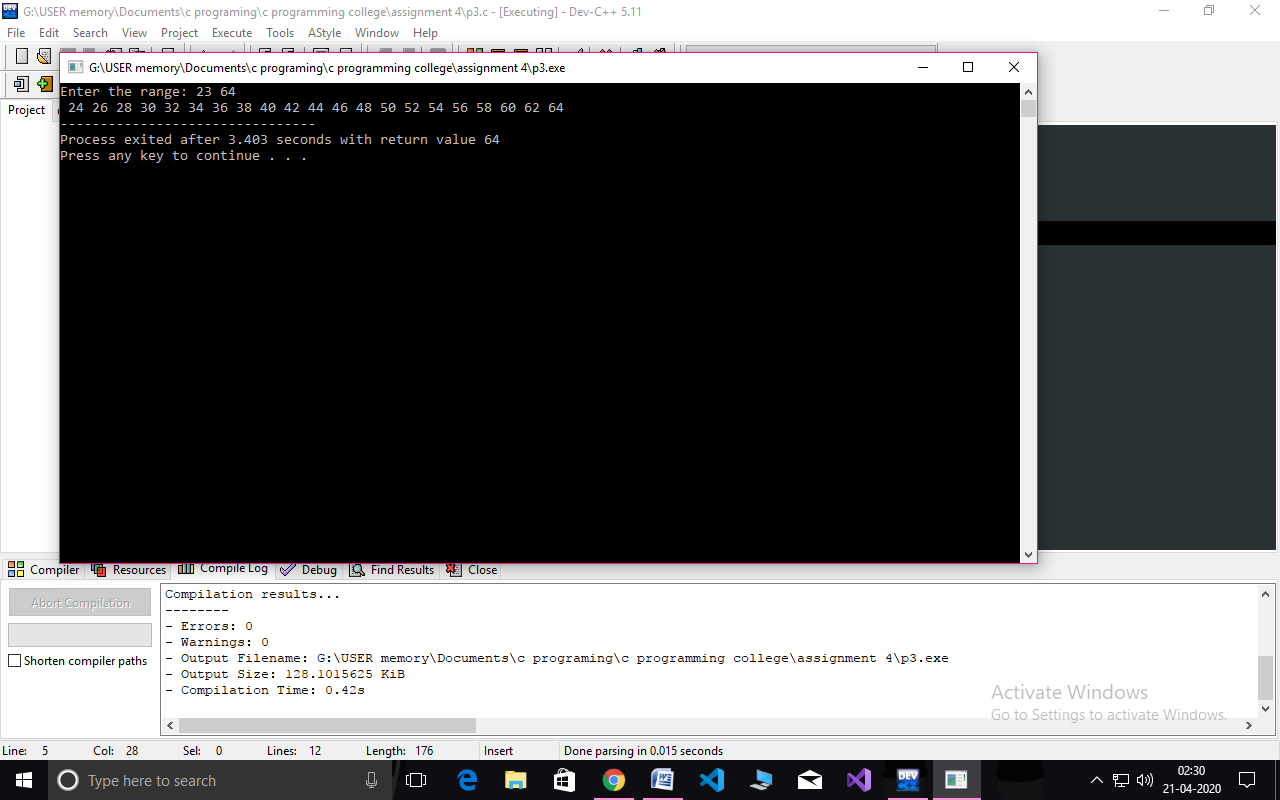 G:\USER memory\Documents\c programing\c programming college\assignment 4\p3.c - [Executing] - Dev-C++ 5.11
File Edit Search View Project Execute Tools AStyle Window Help
G:\USER memory\Documents\c programing\c programming college\assignment 4\p3.exe
Project
Enter the range: 23 64
24 26 28 30 32 34 36 38 40 42 44 46 48 50 52 54 56 58 60 62 64
--------------------------------
Process exited after 3.403 seconds with return value 64
Press any key to continue . . .
Compiler Resources Compile Log Debug Find Results Close
Abort Compilation
Shorten compiler paths
Compilation results...
--------
- Errors: 0
- Warnings: 0
- Output Filename: G:\USER memory\Documents\c programing\c programming college\assignment 4\p3.exe
- Output Size: 128.1015625 KiB
- Compilation Time: 0.42s
Activate Windows
Go to Settings to activate Windows.
Line: 5 Col: 28 Sel: 0 Lines: 12 Length: 176 Insert Done parsing in 0.015 seconds
Type here to search
DEV
02:30
21-04-2020